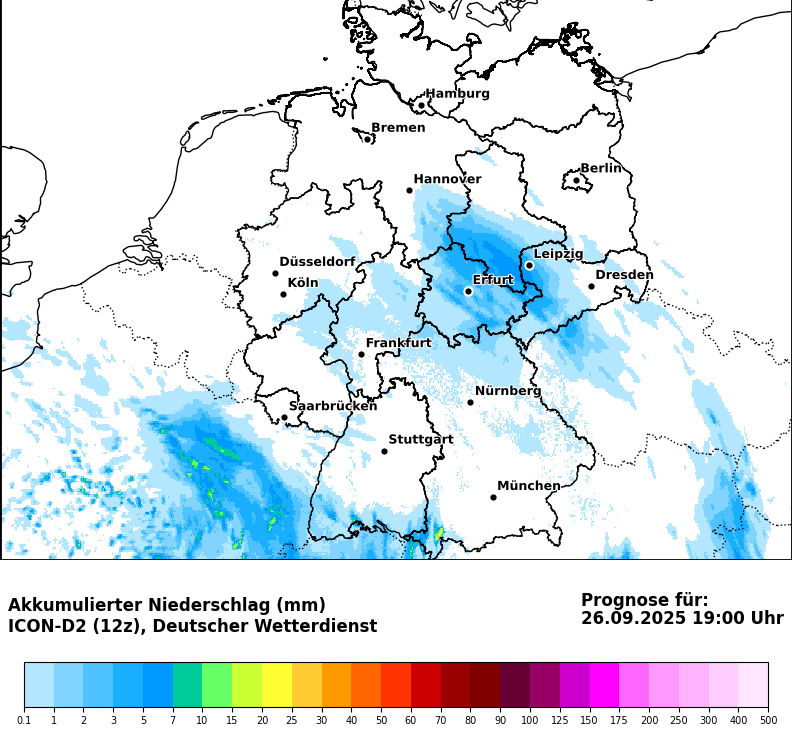 Hamburg
Bremen
Berlin
Hannover
Leipzig
Düsseldorf
Dresden
Erfurt
Köln
Frankfurt
Nürnberg
Saarbrücken
Stuttgart
München
Akkumulierter Niederschlag (mm)
ICON-D2 (12z), Deutscher Wetterdienst
Prognose für:
26.09.2025 19:00 Uhr
0.1 1 2 3 5 7 10 15 20 25 30 40 50 60 70 80 90 100 125 150 175 200 250 300 400 500